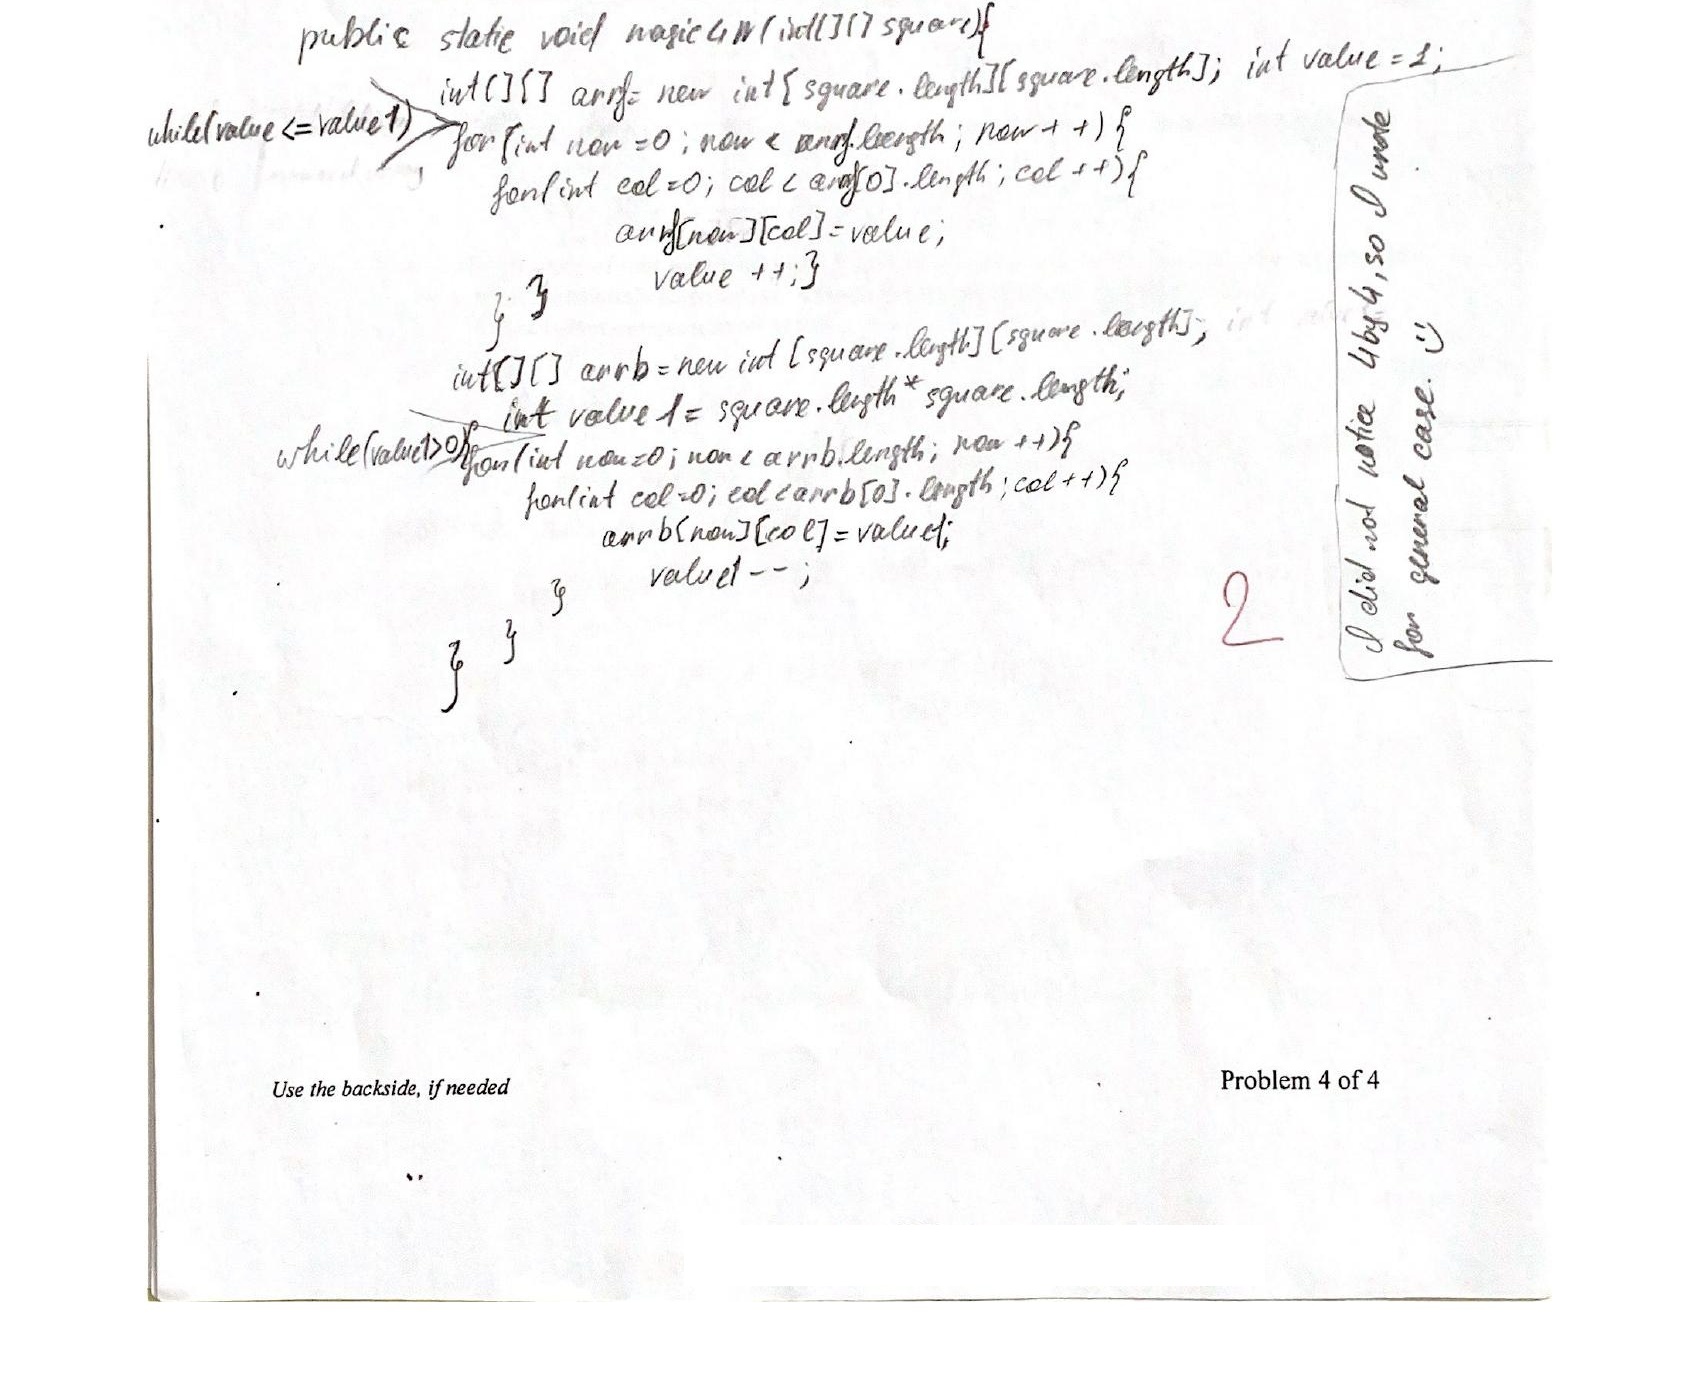 public static void magic4N(int[][] square){
int[][] arrf= new int[square.length][square.length]; int value = 1;
while(value <= value1)
for(int row =0; row < arrf.length; row++){
for(int col =0; col < arrf[0].length; col++){
arrf[row][col]=value;
value ++;}
} }
int[][] arrb = new int [square.length][square.length];
int value1= square.length* square.length;
while(value1>0){
for(int row=0; row < arrb.length; row ++){
for(int col=0; col <arrb[0].length; col++){
arrb[row][col]=value1;
value1--;
}
}
}
2
I did not notice 4by4, so I wrote
for general case. :)
Use the backside, if needed
Problem 4 of 4